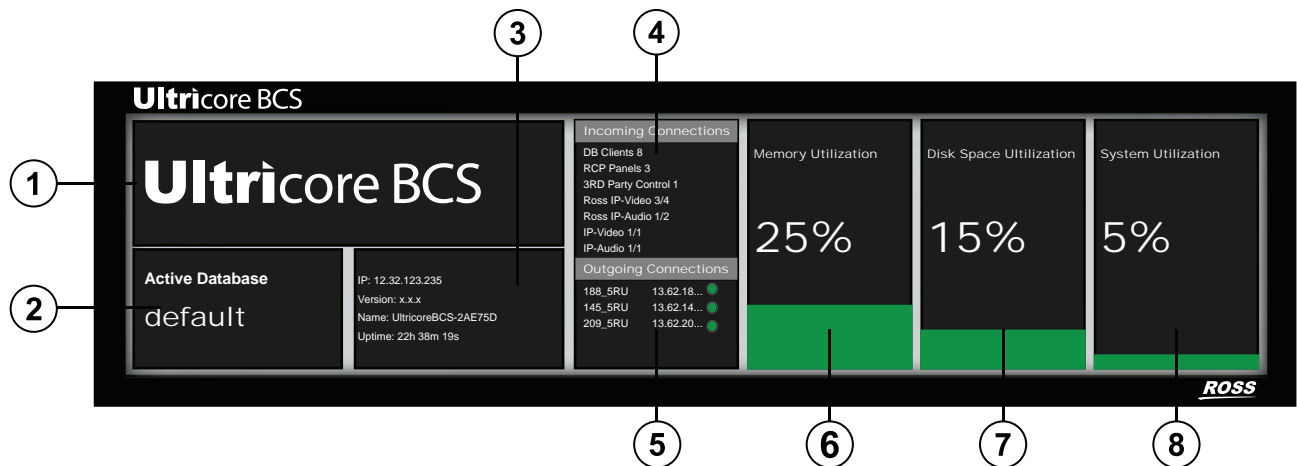 3
4
Ultrìcore BCS
1
Ultrìcore BCS
2
Active Database
default
IP: 12.32.123.235
Version: x.x.x
Name: UltricoreBCS-2AE75D
Uptime: 22h 38m 19s
Incoming Connections
DB Clients 8
RCP Panels 3
3RD Party Control 1
Ross IP-Video 3/4
Ross IP-Audio 1/2
IP-Video 1/1
IP-Audio 1/1
Outgoing Connections
188_5RU 13.62.18...
145_5RU 13.62.14...
209_5RU 13.62.20...
Memory Utilization
25%
Disk Space Ultilization
15%
System Utilization
5%
ROSS
5
6
7
8